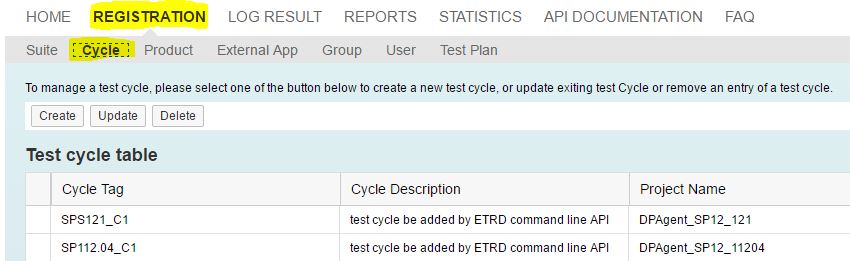 HOME REGISTRATION LOG RESULT REPORTS STATISTICS API DOCUMENTATION FAQ
Suite Cycle Product External App Group User Test Plan
To manage a test cycle, please select one of the button below to create a new test cycle, or update exiting test Cycle or remove an entry of a test cycle.
Create Update Delete
Test cycle table
Cycle Tag Cycle Description Project Name
SPS121_C1 test cycle be added by ETRD command line API DPAgent_SP12_121
SP112.04_C1 test cycle be added by ETRD command line API DPAgent_SP12_11204